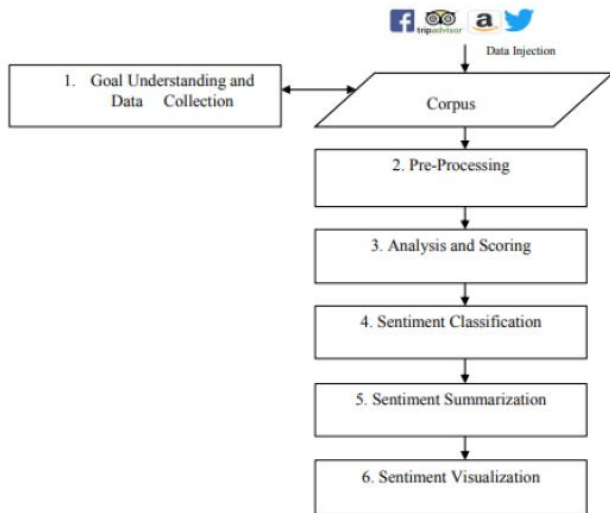 tripadvisor
a
Data Injection
1. Goal Understanding and
Data Collection
Corpus
2. Pre-Processing
3. Analysis and Scoring
4. Sentiment Classification
5. Sentiment Summarization
6. Sentiment Visualization